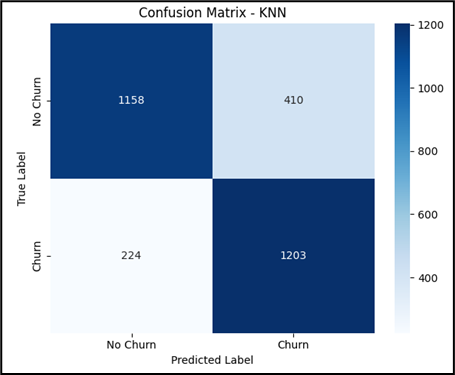 Confusion Matrix - KNN
No Churn
1158
410
True Label
Churn
224
1203
No Churn
Churn
Predicted Label
1200
1000
800
600
400